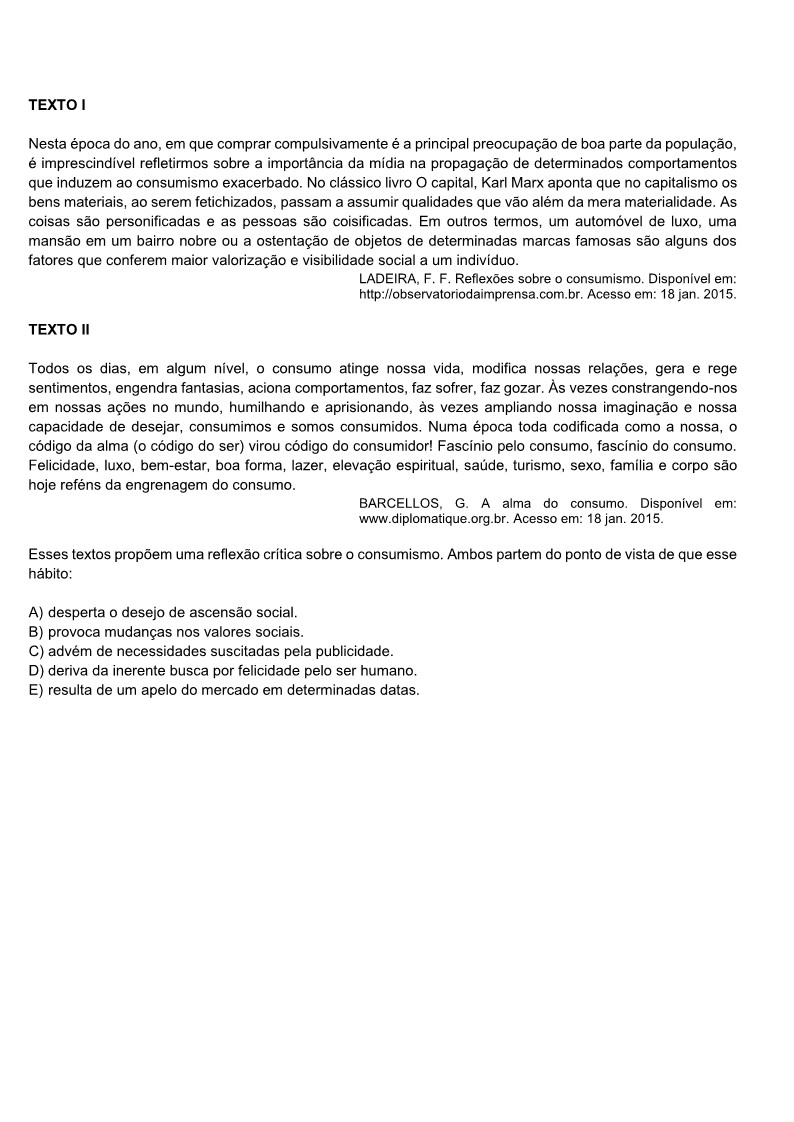 TEXTO I
Nesta época do ano, em que comprar compulsivamente é a principal preocupação de boa parte da população,
é imprescindível refletirmos sobre a importância da mídia na propagação de determinados comportamentos
que induzem ao consumismo exacerbado. No clássico livro O capital, Karl Marx aponta que no capitalismo os
bens materiais, ao serem fetichizados, passam a assumir qualidades que vão além da mera materialidade. As
coisas são personificadas e as pessoas são coisificadas. Em outros termos, um automóvel de luxo, uma
mansão em um bairro nobre ou a ostentação de objetos de determinadas marcas famosas são alguns dos
fatores que conferem maior valorização e visibilidade social a um indivíduo.
LADEIRA, F. F. Reflexões sobre o consumismo. Disponível em:
http://observatoriodaimprensa.com.br. Acesso em: 18 jan. 2015.
TEXTO II
Todos os dias, em algum nível, o consumo atinge nossa vida, modifica nossas relações, gera e rege
sentimentos, engendra fantasias, aciona comportamentos, faz sofrer, faz gozar. Às vezes constrangendo-nos
em nossas ações no mundo, humilhando e aprisionando, às vezes ampliando nossa imaginação e nossa
capacidade de desejar, consumimos e somos consumidos. Numa época toda codificada como a nossa, o
código da alma (o código do ser) virou código do consumidor! Fascínio pelo consumo, fascínio do consumo.
Felicidade, luxo, bem-estar, boa forma, lazer, elevação espiritual, saúde, turismo, sexo, família e corpo são
hoje reféns da engrenagem do consumo.
BARCELLOS, G. A alma do consumo. Disponível em:
www.diplomatique.org.br. Acesso em: 18 jan. 2015.
Esses textos propõem uma reflexão crítica sobre o consumismo. Ambos partem do ponto de vista de que esse
hábito:
A) desperta o desejo de ascensão social.
B) provoca mudanças nos valores sociais.
C) advém de necessidades suscitadas pela publicidade.
D) deriva da inerente busca por felicidade pelo ser humano.
E) resulta de um apelo do mercado em determinadas datas.